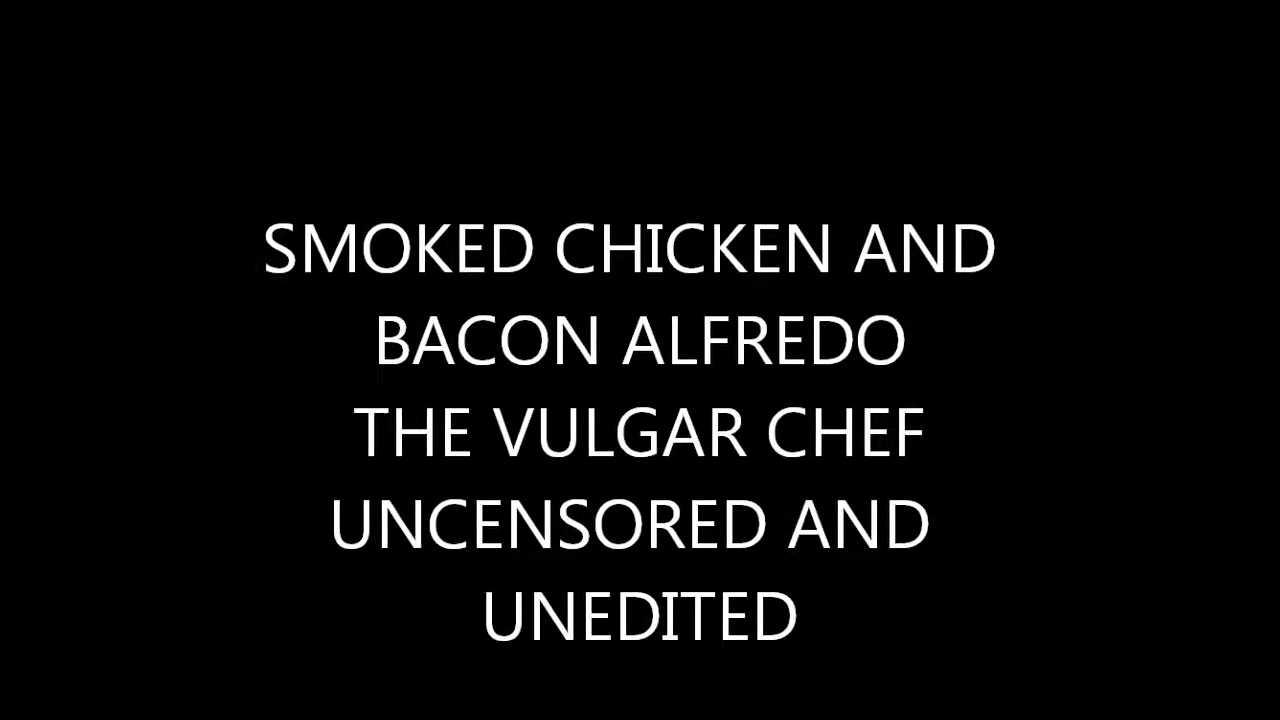 SMOKED CHICKEN AND
BACON ALFREDO
THE VULGAR CHEF
UNCENSORED AND
UNEDITED